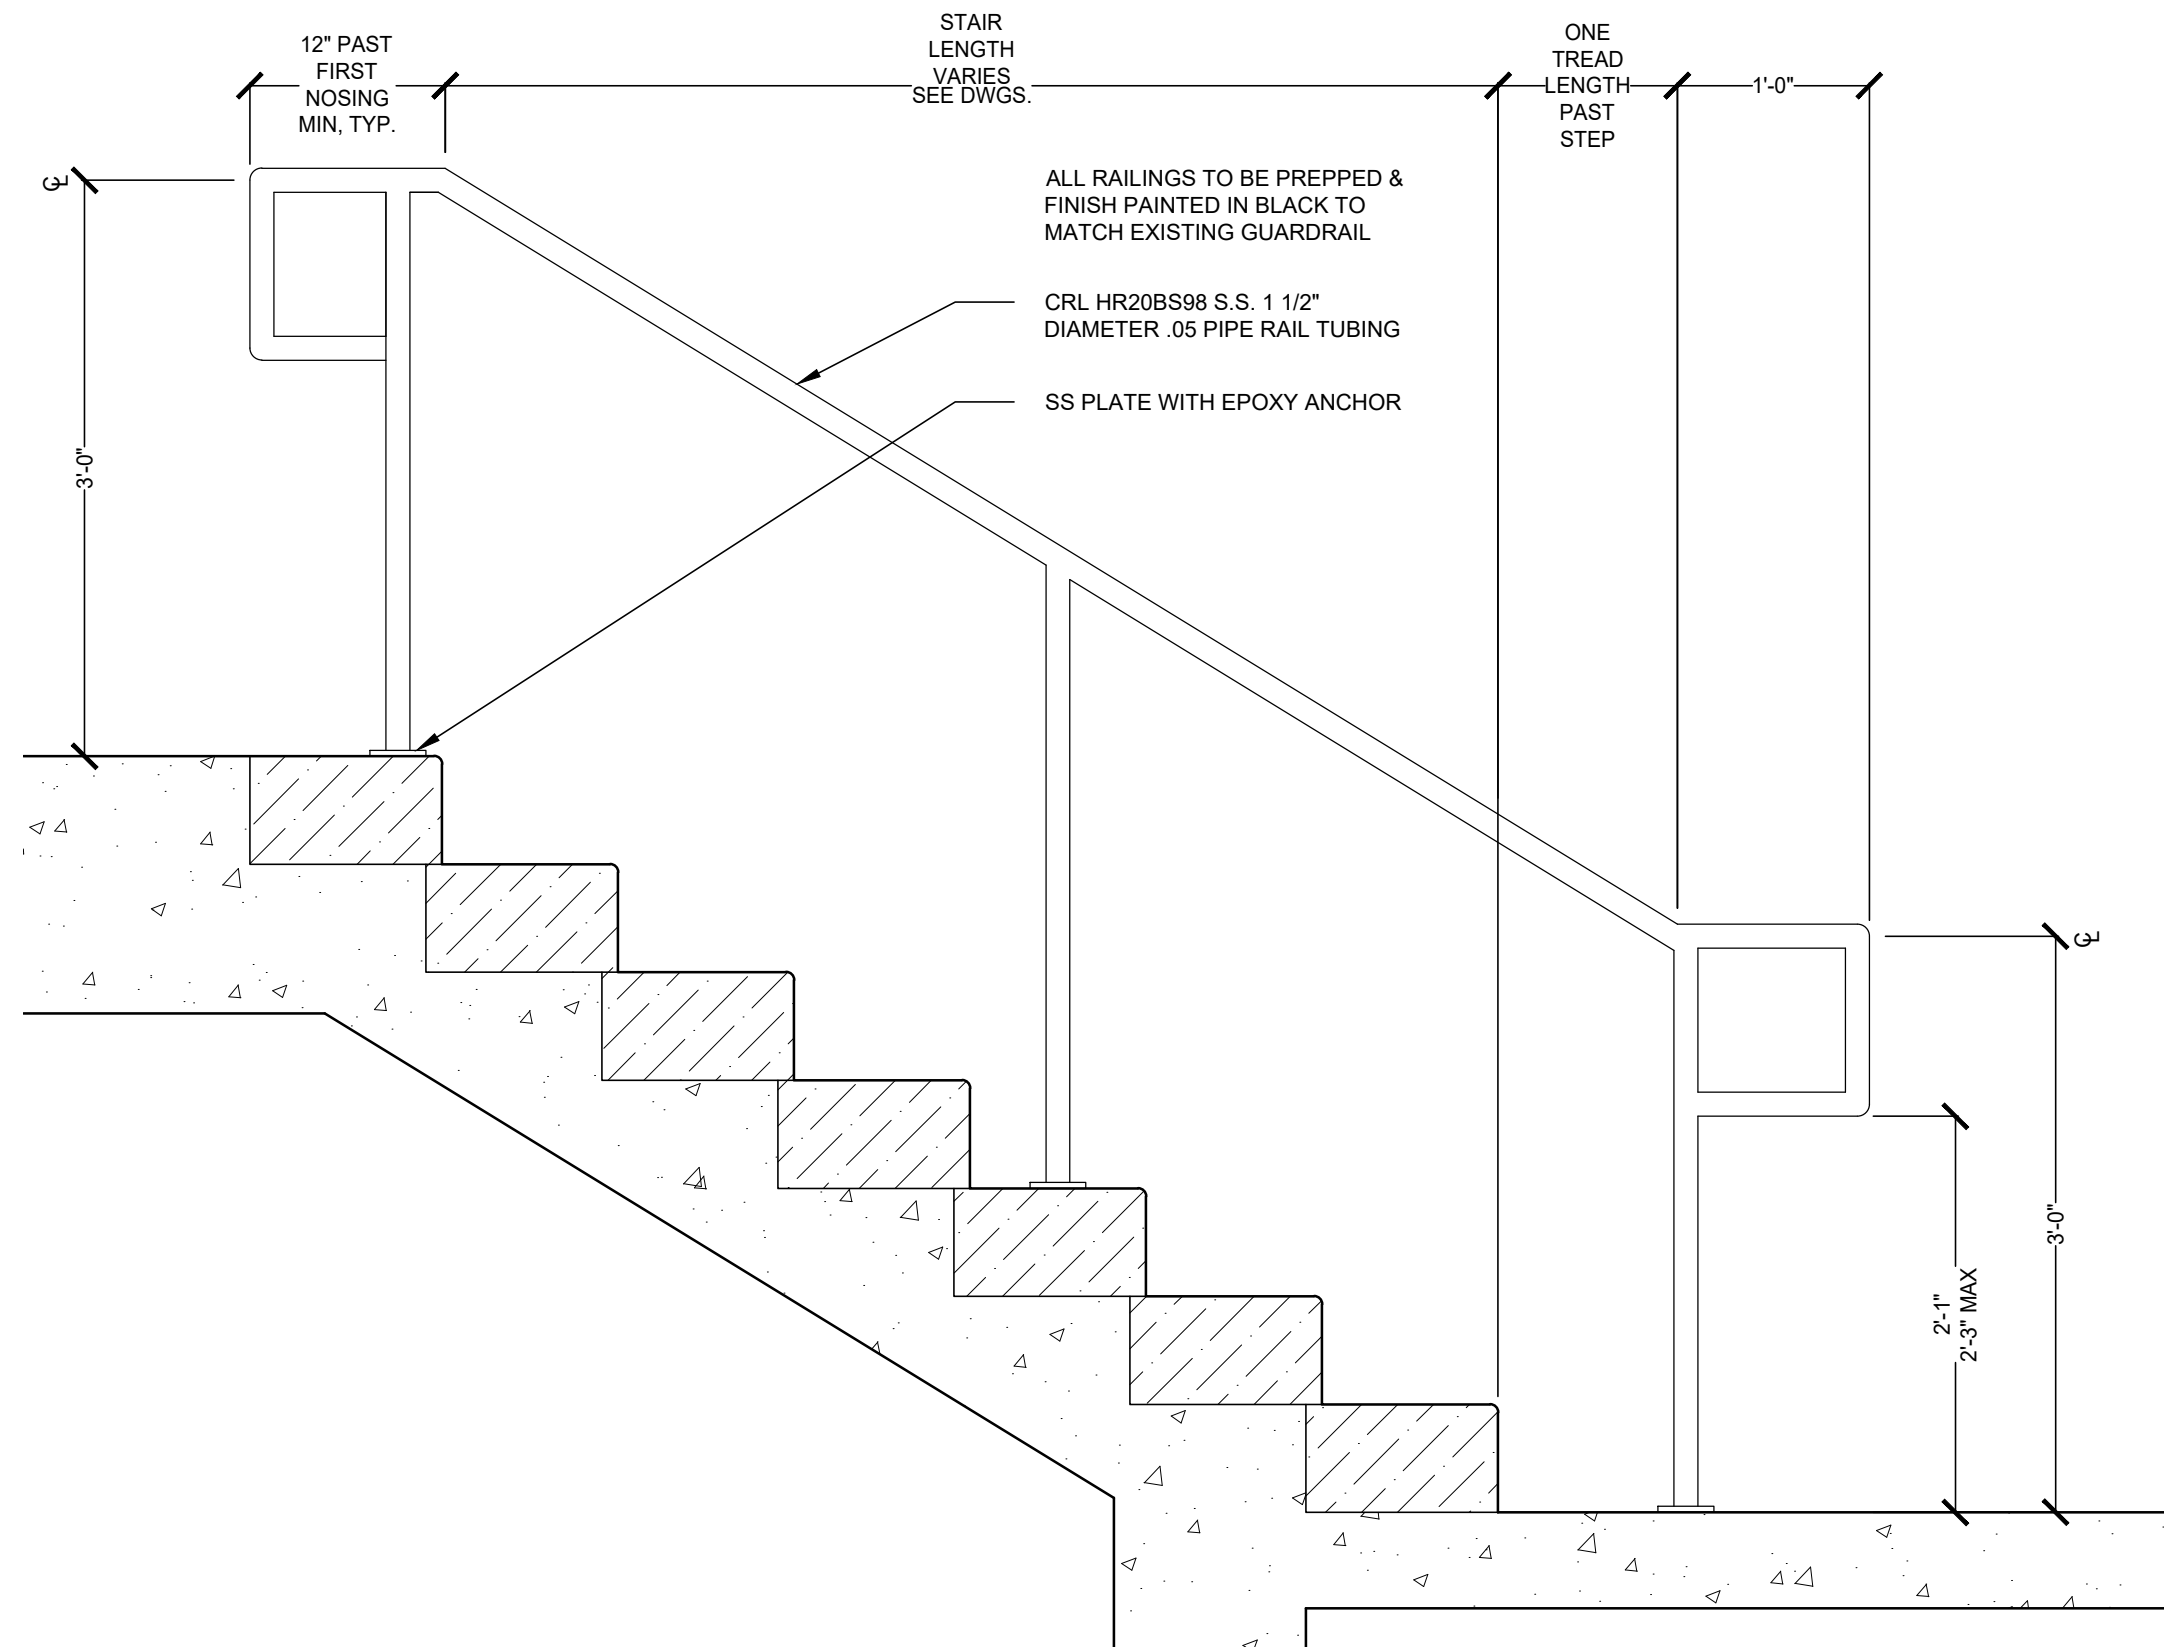 12" PAST
FIRST
NOSING
MIN, TYP.
STAIR
LENGTH
VARIES
SEE DWGS.
ONE
TREAD
LENGTH
PAST
STEP
1'-0"
ALL RAILINGS TO BE PREPPED &
FINISH PAINTED IN BLACK TO
MATCH EXISTING GUARDRAIL
CRL HR20BS98 S.S. 1 1/2"
DIAMETER .05 PIPE RAIL TUBING
SS PLATE WITH EPOXY ANCHOR
℄
3'-0"
℄
3'-0"
2'-1"
2'-3" MAX